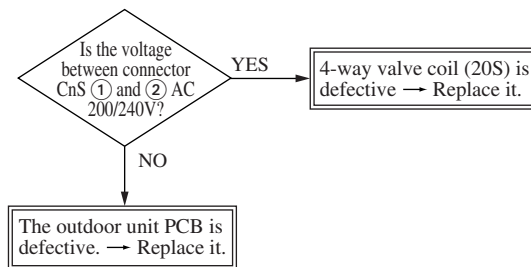 Is the voltage
between connector
CnS ① and ② AC
200/240V?
YES
4-way valve coil (20S) is
defective → Replace it.
NO
The outdoor unit PCB is
defective. → Replace it.